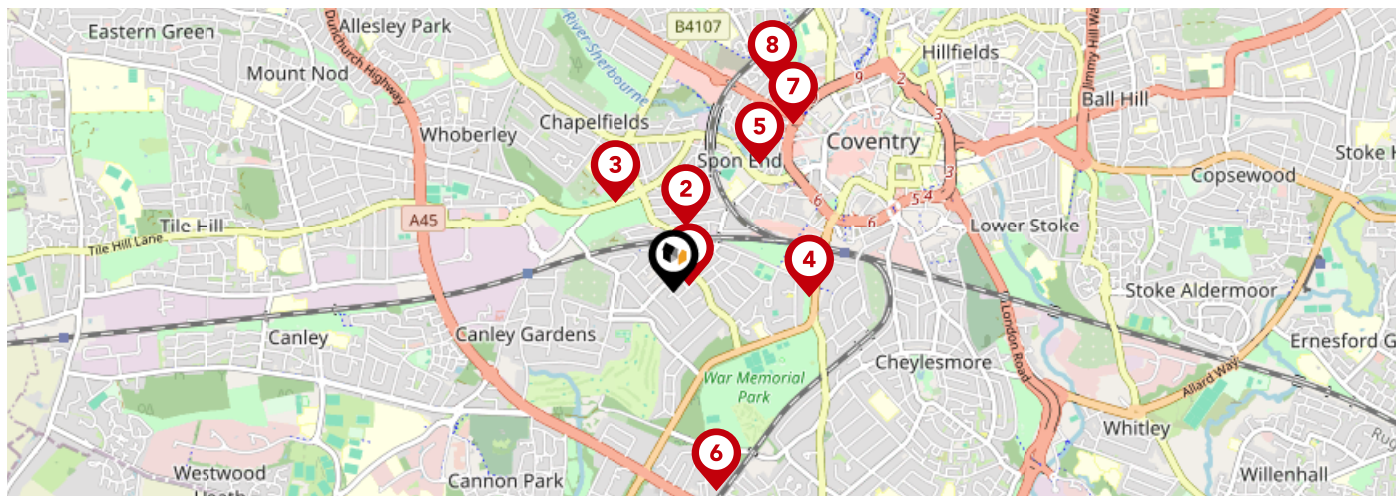 Eastern Green
Allesley Park
B4107
Hillfields
Jimmy Hill Wa
Dunchurch Highway
River Sherbourne
Mount Nod
8
9
2
7
Ball Hill
3
Whoberley
Chapelfields
5
Coventry
Spon End
Stoke H
3
2
3
Copsewood
6
5 4
6
A45
Tile Hill
Tile Hill Lane
Lower Stoke
4
Stoke Aldermoor
Canley
Canley Gardens
London Road
Ernesford G
Cheylesmore
War Memorial
Park
Allard Way
Whitley
6
Rug
Westwood
Heath
Cannon Park
Willenhall